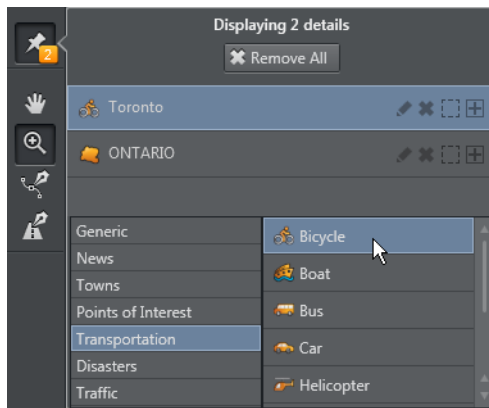 Displaying 2 details
2
Remove All
Toronto
ONTARIO
Generic
News
Towns
Points of Interest
Transportation
Disasters
Traffic
Bicycle
Boat
Bus
Car
Helicopter